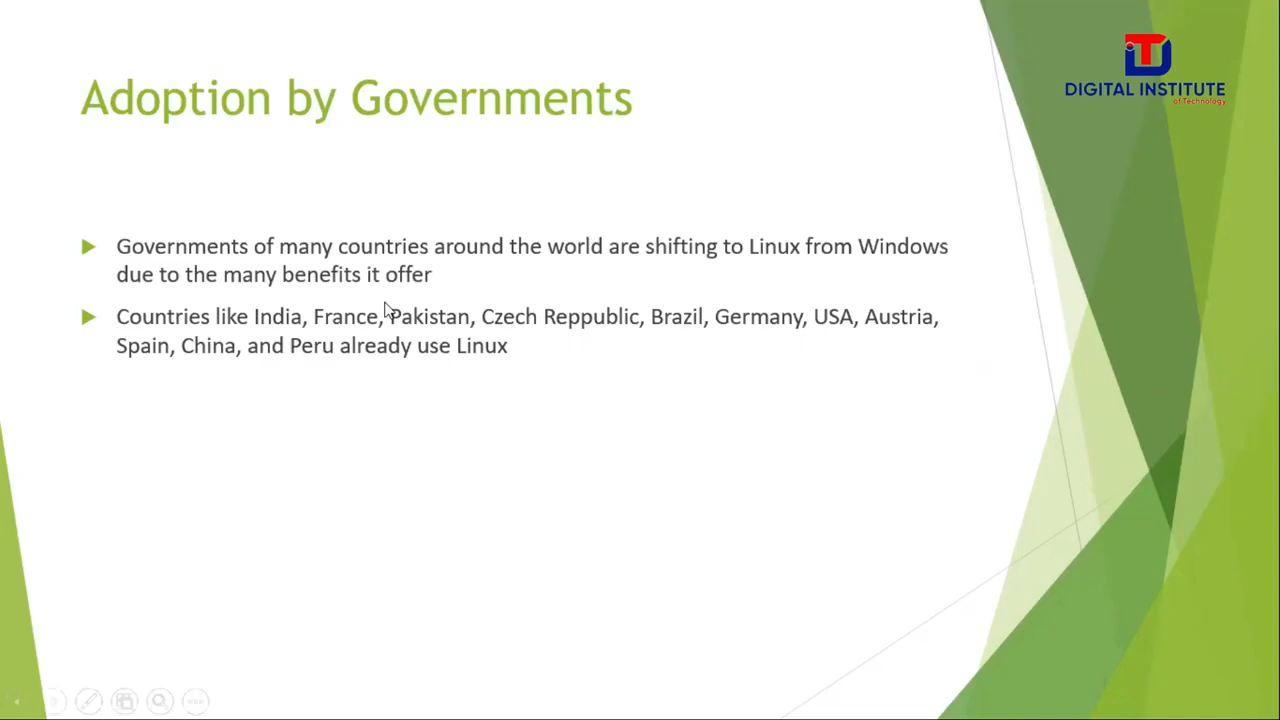 DIGITAL INSTITUTE
of Technology
Adoption by Governments
Governments of many countries around the world are shifting to Linux from Windows
due to the many benefits it offer
Countries like India, France, Pakistan, Czech Reppublic, Brazil, Germany, USA, Austria,
Spain, China, and Peru already use Linux